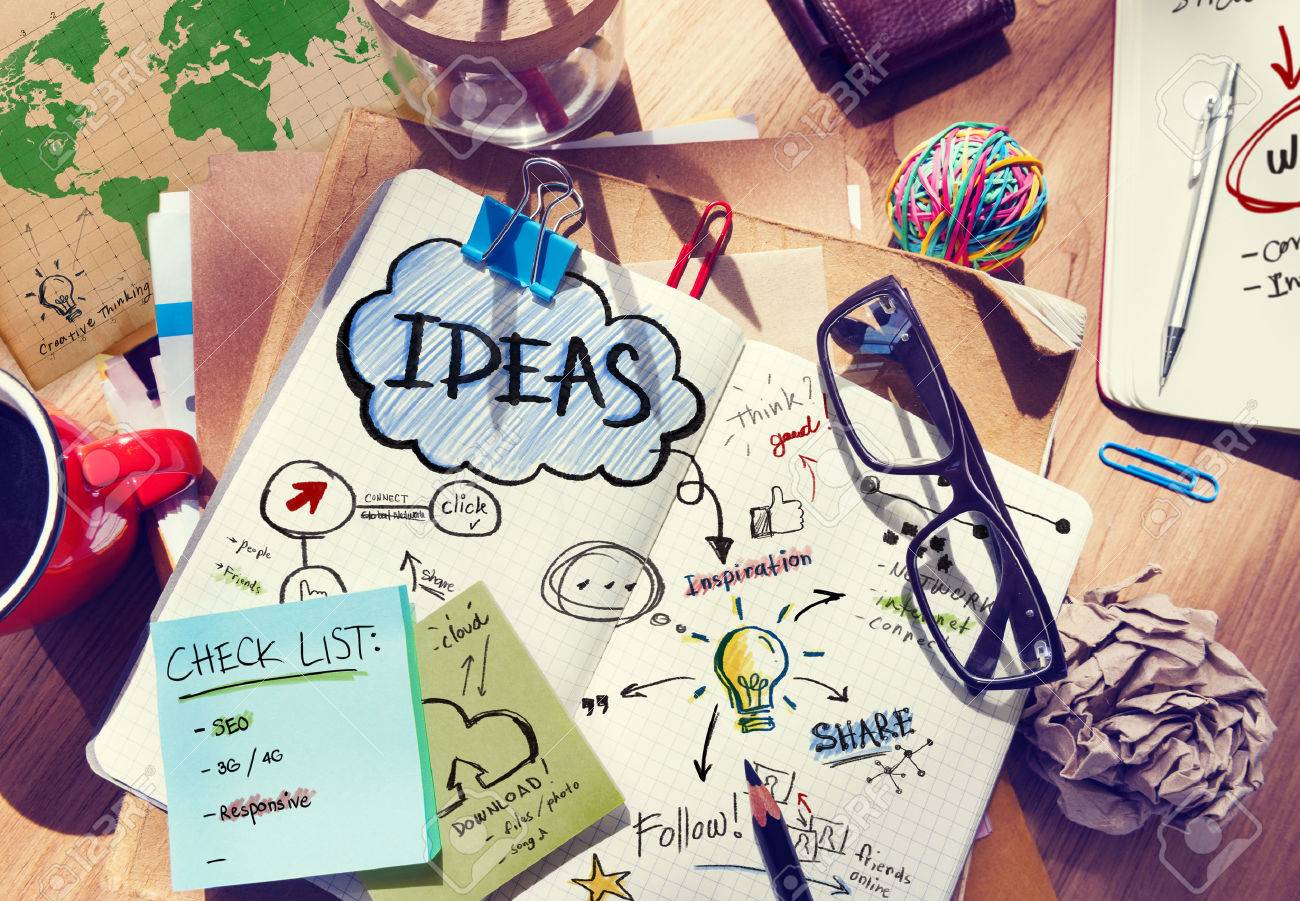 IDEAS
Creative Thinking
Think?
good!
CONNECT
Global Network
click
people
Friends
share
Inspiration
- NETWORK
- internet
- connect
CHECK LIST:
- SEO
- 3G / 4G
- Responsive
-
- cloud
DOWNLOAD!
- files / photo
- song
SHARE
Follow!
friends
online
W
- Con
- In
123RF